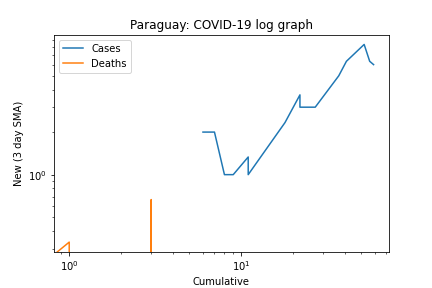 Paraguay: COVID-19 log graph
Cases
Deaths
New (3 day SMA)
10⁰
10⁰
10¹
Cumulative